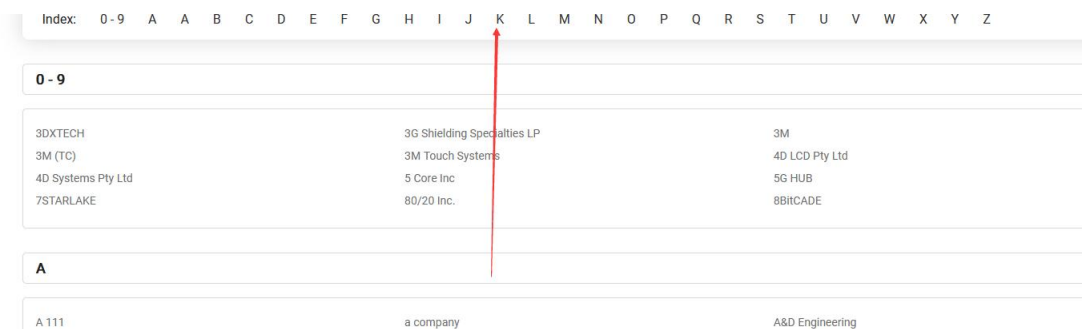 Index: 0 - 9 A A B C D E F G H I J K L M N O P Q R S T U V W X Y Z
0 - 9
3DXTECH 3G Shielding Specialties LP 3M
3M (TC) 3M Touch Systems 4D LCD Pty Ltd
4D Systems Pty Ltd 5 Core Inc 5G HUB
7STARLAKE 80/20 Inc. 8BitCADE
A
A 111 a company A&D Engineering